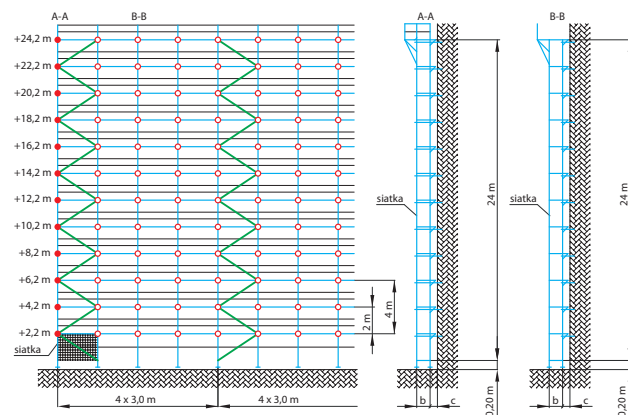 A-A B-B A-A B-B
+24,2 m
+22,2 m
+20,2 m
+18,2 m
+16,2 m
+14,2 m
+12,2 m
+10,2 m
+8,2 m
+6,2 m
+4,2 m
+2,2 m
siatka
2 m
4 m
4 x 3,0 m 4 x 3,0 m
siatka
24 m
0,20 m
b c
siatka
24 m
0,20 m
b c